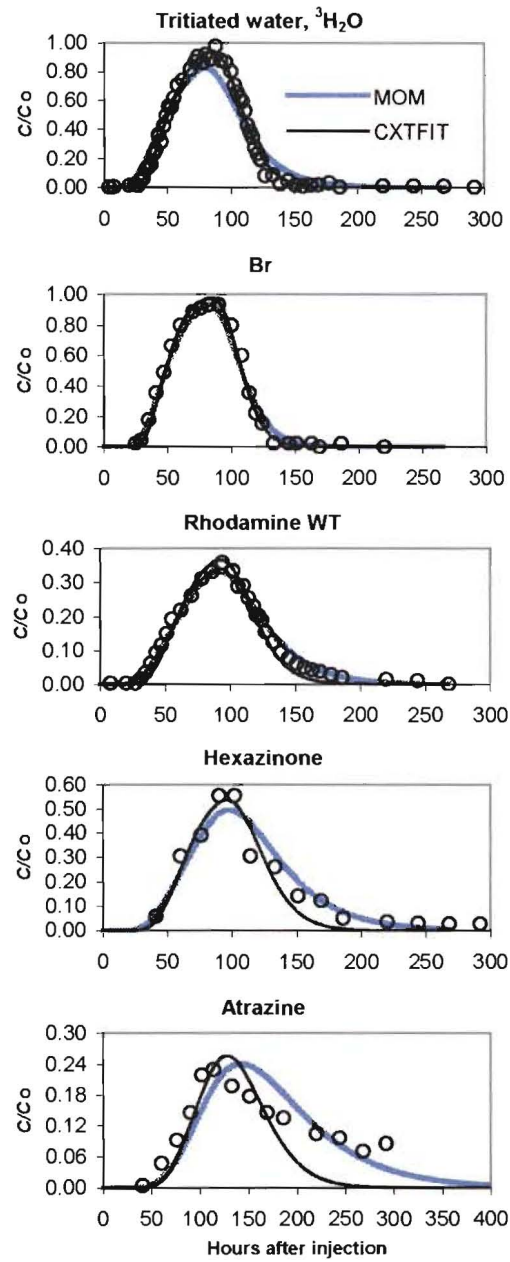 Tritiated water, ³H₂O
1.00
0.80
0.60
0.40
0.20
0.00
C/Co
MOM
CXTFIT
0 50 100 150 200 250 300
Br
1.00
0.80
0.60
0.40
0.20
0.00
C/Co
0 50 100 150 200 250 300
Rhodamine WT
0.40
0.30
0.20
0.10
0.00
C/Co
0 50 100 150 200 250 300
Hexazinone
0.60
0.50
0.40
0.30
0.20
0.10
0.00
C/Co
0 50 100 150 200 250 300
Atrazine
0.30
0.24
0.18
0.12
0.06
0.00
C/Co
0 50 100 150 200 250 300 350 400
Hours after injection